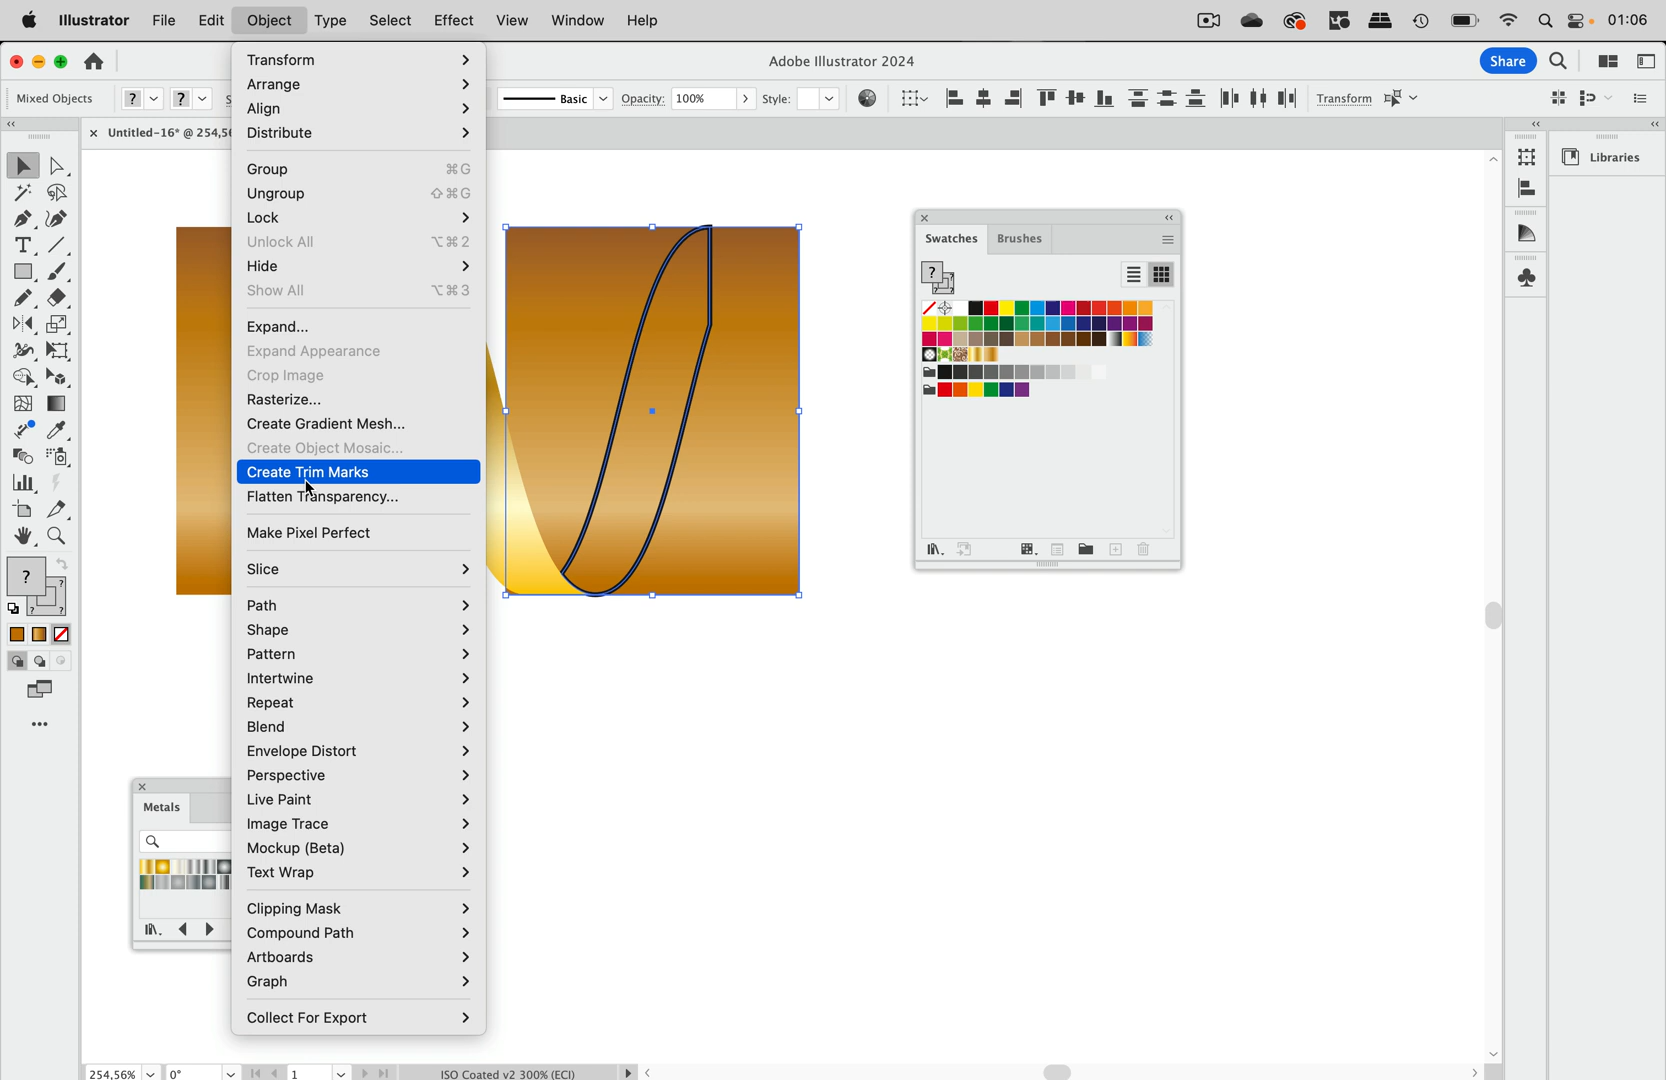 Illustrator File Edit Object Type Select Effect View Window Help 01:06
Adobe Illustrator 2024 Share
Mixed Objects ? ? S Basic Opacity: 100% Style: Transform
× Untitled-16* @ 254,5
Transform
Arrange
Align
Distribute
Group ⌘G
Ungroup ⇧⌘G
Lock
Unlock All ⌥⌘2
Hide
Show All ⌥⌘3
Expand...
Expand Appearance
Crop Image
Rasterize...
Create Gradient Mesh...
Create Object Mosaic...
Create Trim Marks
Flatten Transparency...
Make Pixel Perfect
Slice
Path
Shape
Pattern
Intertwine
Repeat
Blend
Envelope Distort
Perspective
Live Paint
Image Trace
Mockup (Beta)
Text Wrap
Clipping Mask
Compound Path
Artboards
Graph
Collect For Export
Swatches Brushes
? ?
Libraries
? ?
? ?
Metals
254,56% 0° 1 ISO Coated v2 300% (ECI)